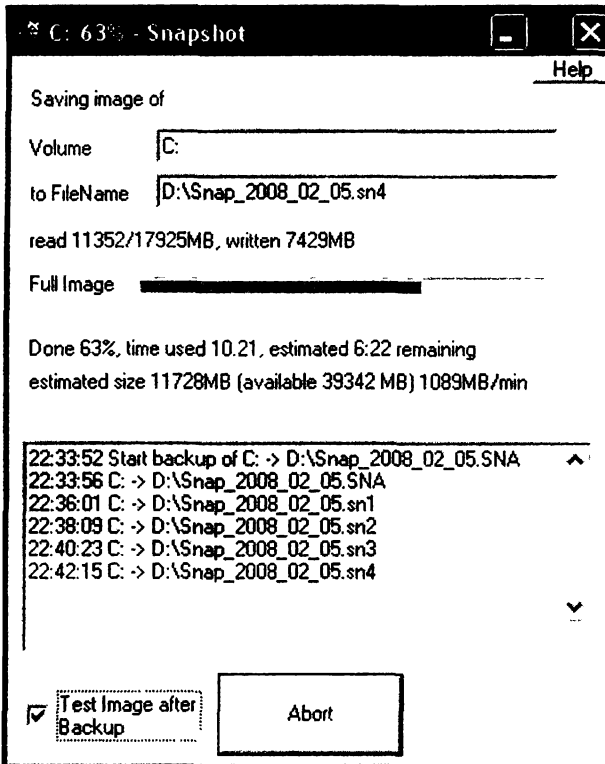 C: 63% - Snapshot
Help
Saving image of
Volume C:
to FileName D:\Snap_2008_02_05.sn4
read 11352/17925MB, written 7429MB
Full Image
Done 63%, time used 10.21, estimated 6:22 remaining
estimated size 11728MB (available 39342 MB) 1089MB/min
22:33:52 Start backup of C: -> D:\Snap_2008_02_05.SNA
22:33:56 C: -> D:\Snap_2008_02_05.SNA
22:36:01 C: -> D:\Snap_2008_02_05.sn1
22:38:09 C: -> D:\Snap_2008_02_05.sn2
22:40:23 C: -> D:\Snap_2008_02_05.sn3
22:42:15 C: -> D:\Snap_2008_02_05.sn4
Test Image after
Backup
Abort